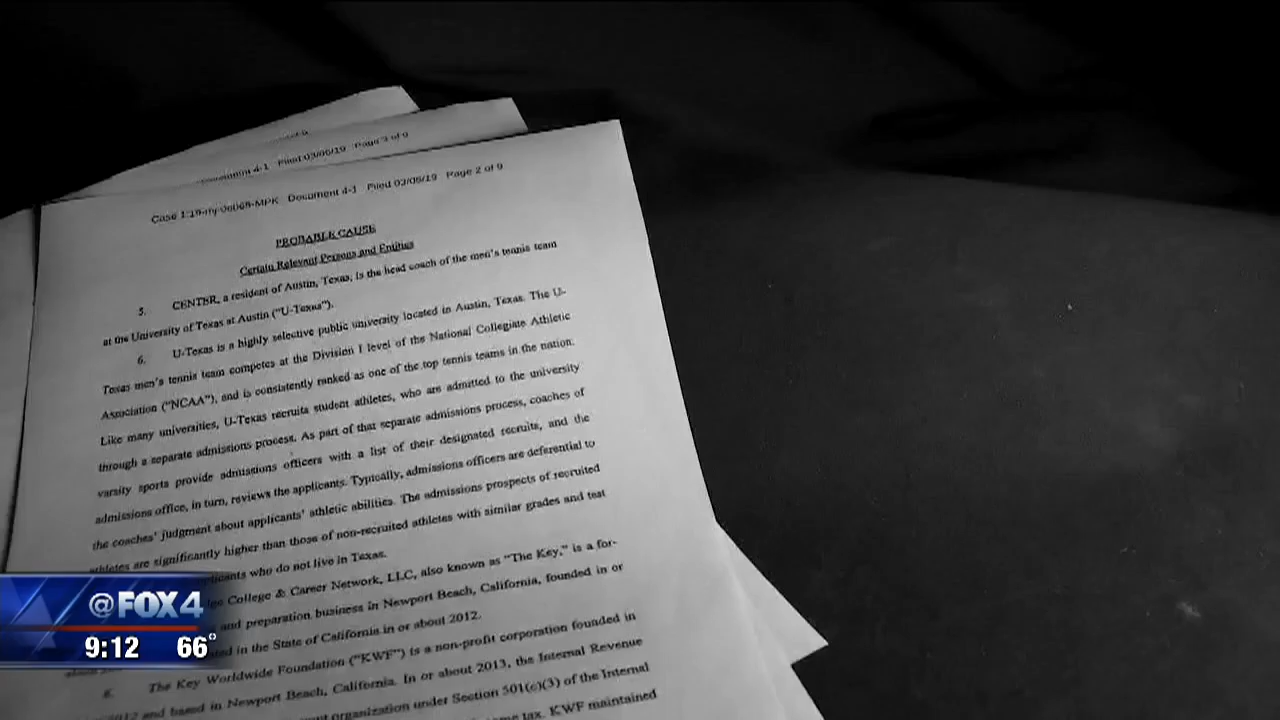 Filed 03/06/19 Page 3 of 9
Document 4-1 Filed 03/06/19 Page 2 of 9
PROBABLE CAUSE
Certain Relevant Persons and Entities
5. CENTER, a resident of Austin, Texas, is the head coach of the men's tennis team
at the University of Texas at Austin ("U-Texas").
6. U-Texas is a highly selective public university located in Austin, Texas. The U-
Texas men's tennis team competes at the Division I level of the National Collegiate Athletic
Association ("NCAA"), and is consistently ranked as one of the top tennis teams in the nation.
Like many universities, U-Texas recruits student athletes, who are admitted to the university
through a separate admissions process. As part of that separate admissions process, coaches of
varsity sports provide admissions officers with a list of their designated recruits, and the
admissions office, in turn, reviews the applicants. Typically, admissions officers are deferential to
the coaches' judgment about applicants' athletic abilities. The admissions prospects of recruited
athletes are significantly higher than those of non-recruited athletes with similar grades and test
who do not live in Texas.
College & Career Network, LLC, also known as "The Key," is a for-
and preparation business in Newport Beach, California, founded in or
in the State of California in or about 2012.
8. The Key Worldwide Foundation ("KWF") is a non-profit corporation founded in
2012 and based in Newport Beach, California. In or about 2013, the Internal Revenue
organization under Section 501(c)(3) of the Internal
tax. KWF maintained
@FOX4
9:12 66°